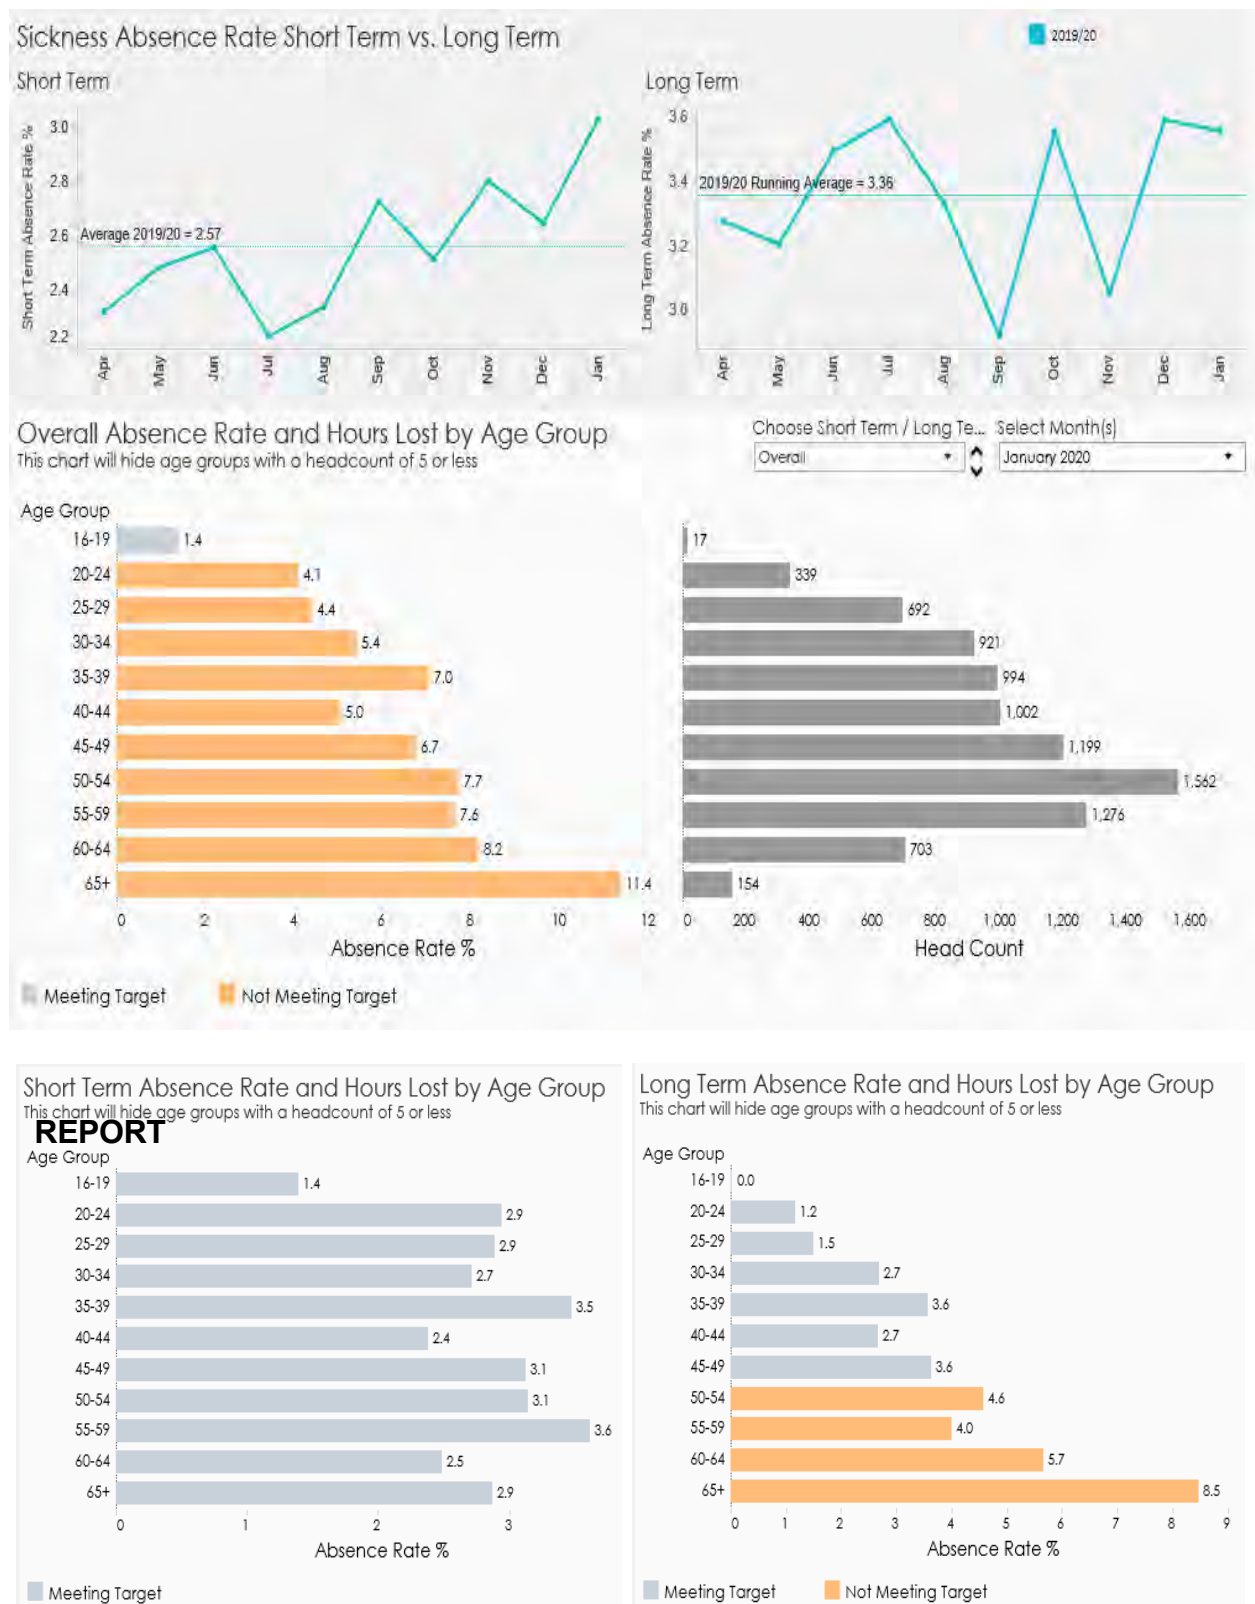 Sickness Absence Rate Short Term vs. Long Term
2019/20
Short Term
Short Term Absence Rate %
3.0
2.8
2.6
2.4
2.2
Average 2019/20 = 2.57
Apr May Jun Jul Aug Sep Oct Nov Dec Jan
Long Term
Long Term Absence Rate %
3.6
3.4
3.2
3.0
2019/20 Running Average = 3.36
Apr May Jun Jul Aug Sep Oct Nov Dec Jan
Overall Absence Rate and Hours Lost by Age Group
This chart will hide age groups with a headcount of 5 or less
Choose Short Term / Long Te... Select Month(s)
Overall January 2020
Age Group
16-19 1.4 17
20-24 4.1 339
25-29 4.4 692
30-34 5.4 921
35-39 7.0 994
40-44 5.0 1,002
45-49 6.7 1,199
50-54 7.7 1,562
55-59 7.6 1,276
60-64 8.2 703
65+ 11.4 154
0 2 4 6 8 10 12 0 200 400 600 800 1,000 1,200 1,400 1,600
Absence Rate % Head Count
Meeting Target Not Meeting Target
Short Term Absence Rate and Hours Lost by Age Group
This chart will hide age groups with a headcount of 5 or less
REPORT
Age Group
16-19 1.4
20-24 2.9
25-29 2.9
30-34 2.7
35-39 3.5
40-44 2.4
45-49 3.1
50-54 3.1
55-59 3.6
60-64 2.5
65+ 2.9
0 1 2 3
Absence Rate %
Meeting Target
Long Term Absence Rate and Hours Lost by Age Group
This chart will hide age groups with a headcount of 5 or less
Age Group
16-19 0.0
20-24 1.2
25-29 1.5
30-34 2.7
35-39 3.6
40-44 2.7
45-49 3.6
50-54 4.6
55-59 4.0
60-64 5.7
65+ 8.5
0 1 2 3 4 5 6 7 8 9
Absence Rate %
Meeting Target Not Meeting Target